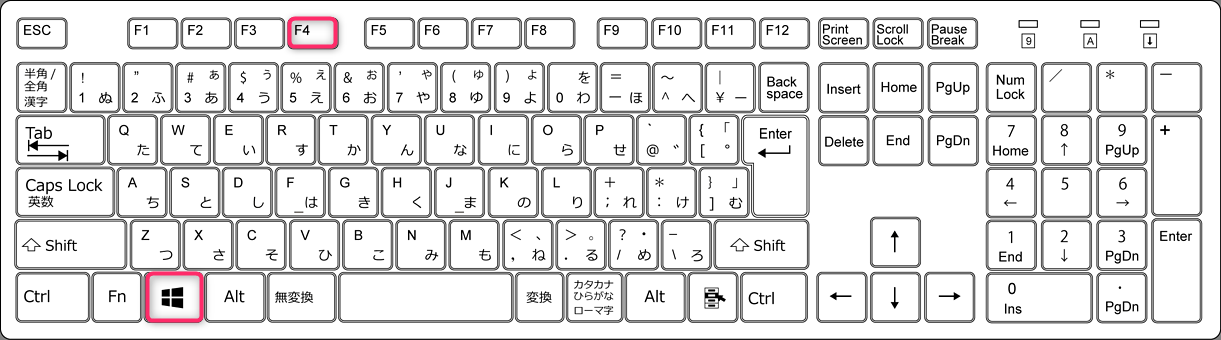 ESC F1 F2 F3 F4 F5 F6 F7 F8 F9 F10 F11 F12 Print Screen Scroll Lock Pause Break 9 A
半角/全角 漢字 ! 1 ぬ " 2 ふ # ぁ 3 あ $ ぅ 4 う % ぇ 5 え & ぉ 6 お ' ゃ 7 や ( ゅ 8 ゆ ) ょ 9 よ を 0 わ = - ほ ~ ^ へ | ¥ ー Back space Insert Home PgUp Num Lock / * -
Tab Q た W て E い R す T か Y ん U な I に O ら P せ ` @ ゛ { 「 [ ゜ Enter Delete End PgDn 7 Home 8 ↑ 9 PgUp +
Caps Lock 英数 A ち S と D し F _は G き H く J _ま K の L り + ; れ * : け } 」 ] む 4 ← 5 6 →
Shift Z つ X さ C そ V ひ B こ N み M も < 、 , ね > 。 . る ? ・ / め _ \ ろ Shift ↑ 1 End 2 ↓ 3 PgDn Enter
Ctrl Fn Alt 無変換 変換 カタカナ ひらがな ローマ字 Alt Ctrl ← ↓ → 0 Ins . PgDn